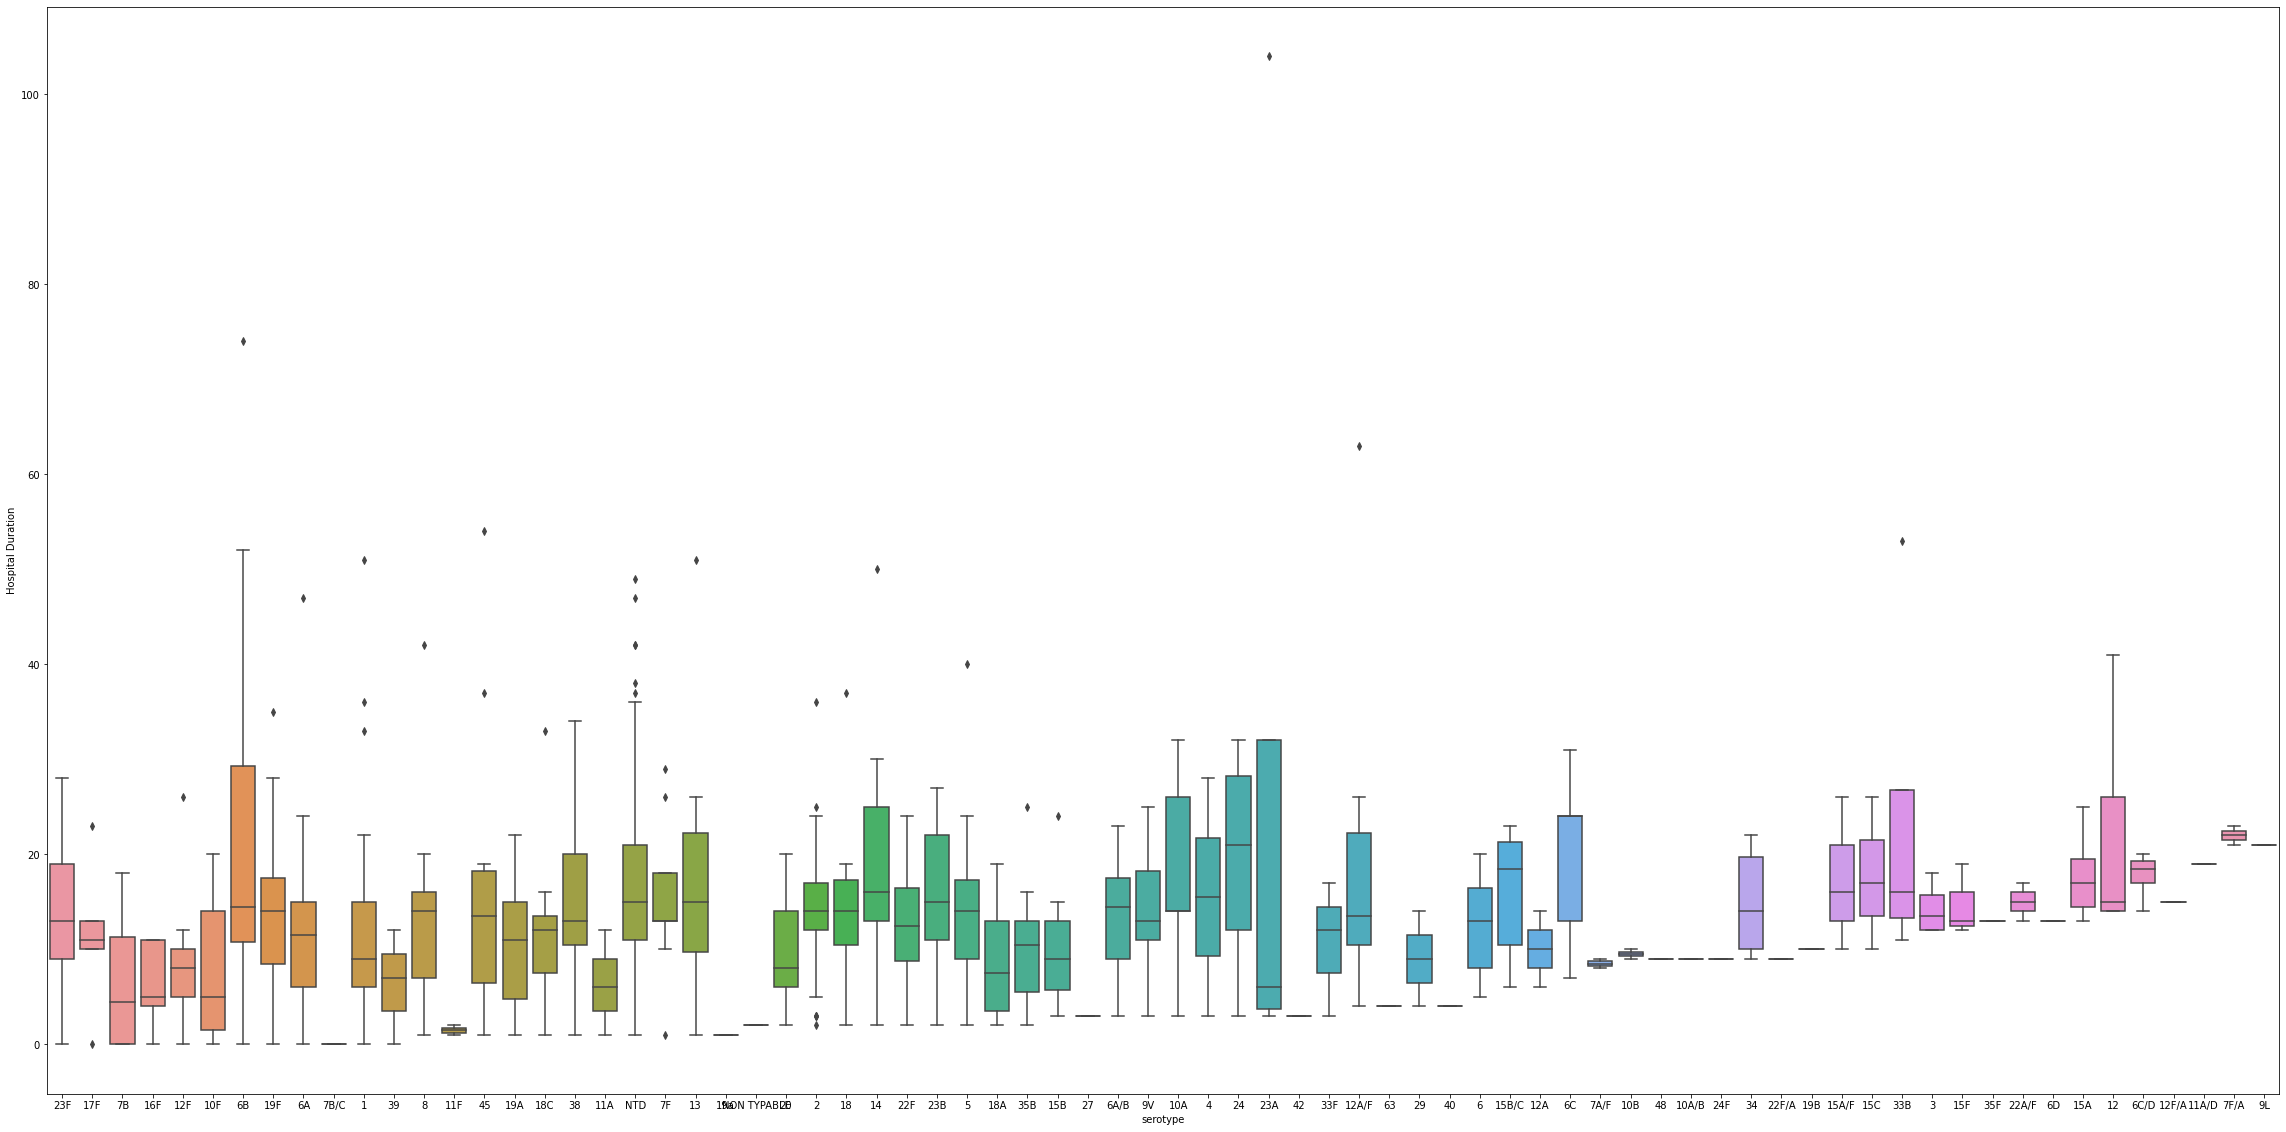 Hospital Duration
100
80
60
40
20
0
23F 17F 7B 16F 12F 10F 6B 19F 6A 7B/C 1 39 8 11F 45 19A 18C 38 11A NTD 7F 13 NON TYPABLE 2 18 14 22F 23B 5 18A 35B 15B 27 6A/B 9V 10A 4 24 23A 42 33F 12A/F 63 29 40 6 15B/C 12A 6C 7A/F 10B 48 10A/B 24F 34 22F/A 19B 15A/F 15C 33B 3 15F 35F 22A/F 6D 15A 12 6C/D 12F/A 11A/D 7F/A 9L
serotype